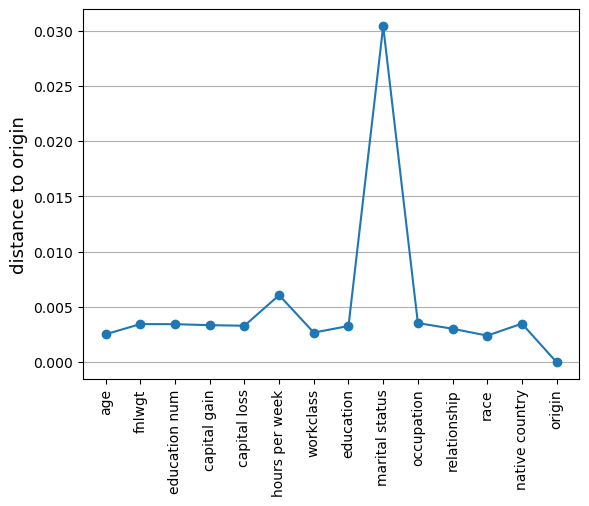 distance to origin
0.030
0.025
0.020
0.015
0.010
0.005
0.000
age
fnlwgt
education num
capital gain
capital loss
hours per week
workclass
education
marital status
occupation
relationship
race
native country
origin